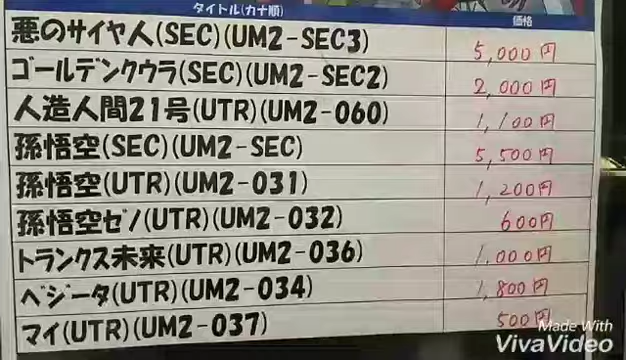 タイトル(カナ順) 価格
悪のサイヤ人(SEC)(UM2-SEC3) 5,000円
ゴールデンクウラ(SEC)(UM2-SEC2) 2,000円
人造人間21号(UTR)(UM2-060) 1,100円
孫悟空(SEC)(UM2-SEC) 5,500円
孫悟空(UTR)(UM2-031) 1,200円
孫悟空ゼノ(UTR)(UM2-032) 600円
トランクス未来(UTR)(UM2-036) 1,000円
ベジータ(UTR)(UM2-034) 1,800円
マイ(UTR)(UM2-037) 500円
Made With
VivaVideo